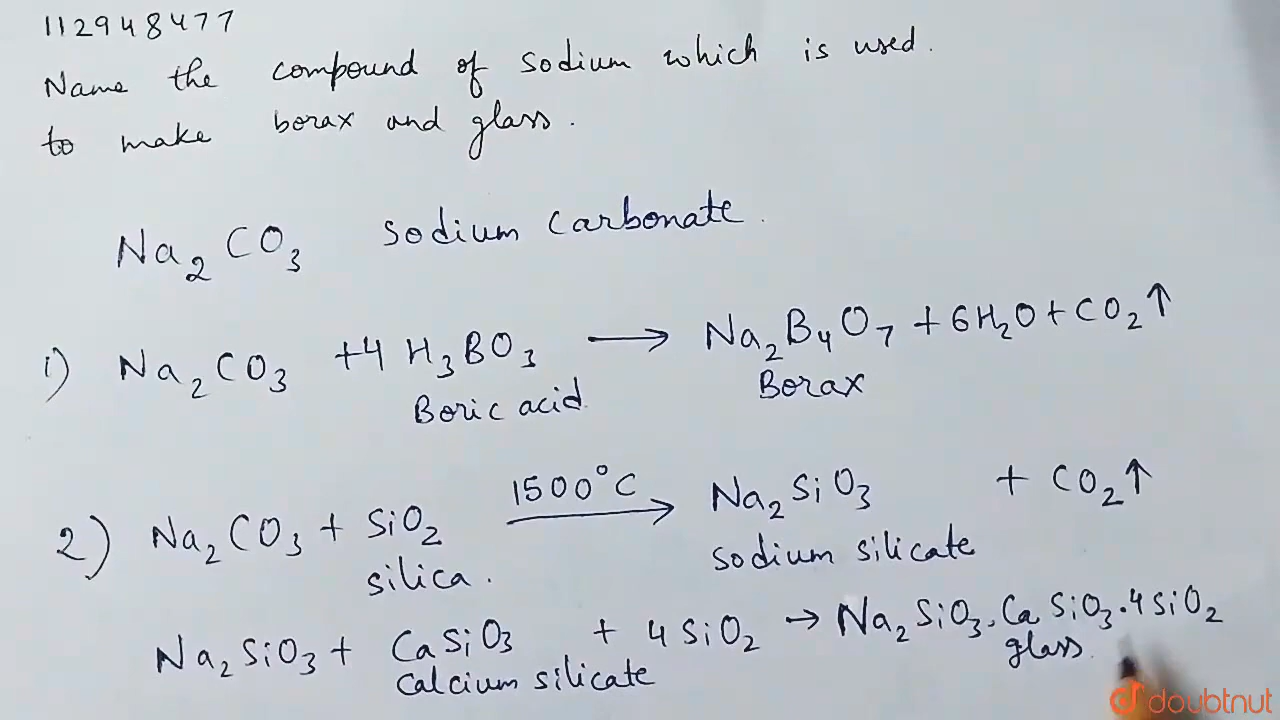 112948477
Name the compound of sodium which is used.
to make borax and glass.
Na₂CO₃ sodium carbonate.
1) Na₂CO₃ +4 H₃BO₃ → Na₂B₄O₇ + 6H₂O + CO₂↑
Boric acid. Borax
2) Na₂CO₃ + SiO₂ 1500°C → Na₂SiO₃ + CO₂↑
silica. sodium silicate
Na₂SiO₃ + CaSiO₃ + 4SiO₂ → Na₂SiO₃.CaSiO₃.4SiO₂
calcium silicate glass.
doubtnut